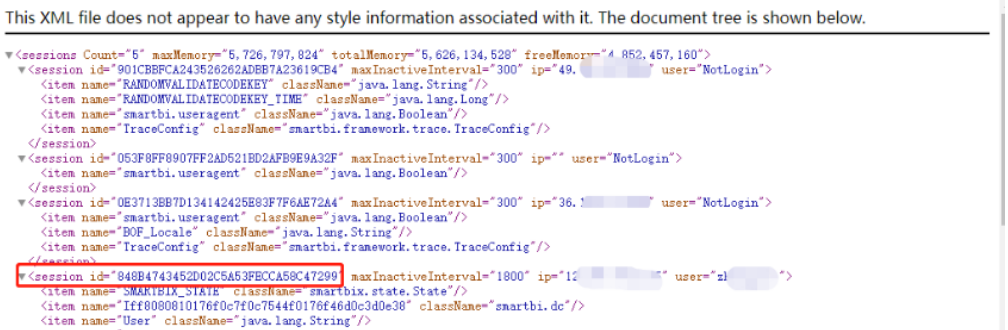 This XML file does not appear to have any style information associated with it. The document tree is shown below.
▼<sessions Count="5" maxMemory="5,726,797,824" totalMemory="5,626,134,528" freeMemory="4,852,457,160">
▼<session id="901CBBFCA243526262ADBB7A23619CB4" maxInactiveInterval="300" ip="49. " user="NotLogin">
<item name="RANDOMVALIDATECODEKEY" className="java.lang.String"/>
<item name="RANDOMVALIDATECODEKEY_TIME" className="java.lang.Long"/>
<item name="smartbi.useragent" className="java.lang.Boolean"/>
<item name="TraceConfig" className="smartbi.framework.trace.TraceConfig"/>
</session>
▼<session id="053F8FF8907FF2AD521BD2AFB9E9A32F" maxInactiveInterval="300" ip="" user="NotLogin">
<item name="smartbi.useragent" className="java.lang.Boolean"/>
</session>
▼<session id="0E3713BB7D134142425E83F7F6AE72A4" maxInactiveInterval="300" ip="36. " user="NotLogin">
<item name="smartbi.useragent" className="java.lang.Boolean"/>
<item name="BOF_Locale" className="java.lang.String"/>
<item name="TraceConfig" className="smartbi.framework.trace.TraceConfig"/>
</session>
▼<session id="848B4743452D02C5A53FECCA58C47299" maxInactiveInterval="1800" ip="12 " user="zh ">
<item name="SMARTBIX_STATE" className="smartbix.state.State"/>
<item name="Iff8080810176f0c7f0c7544f0176f46d0c3d0e38" className="smartbi.dc"/>
<item name="User" className="java.lang.String"/>